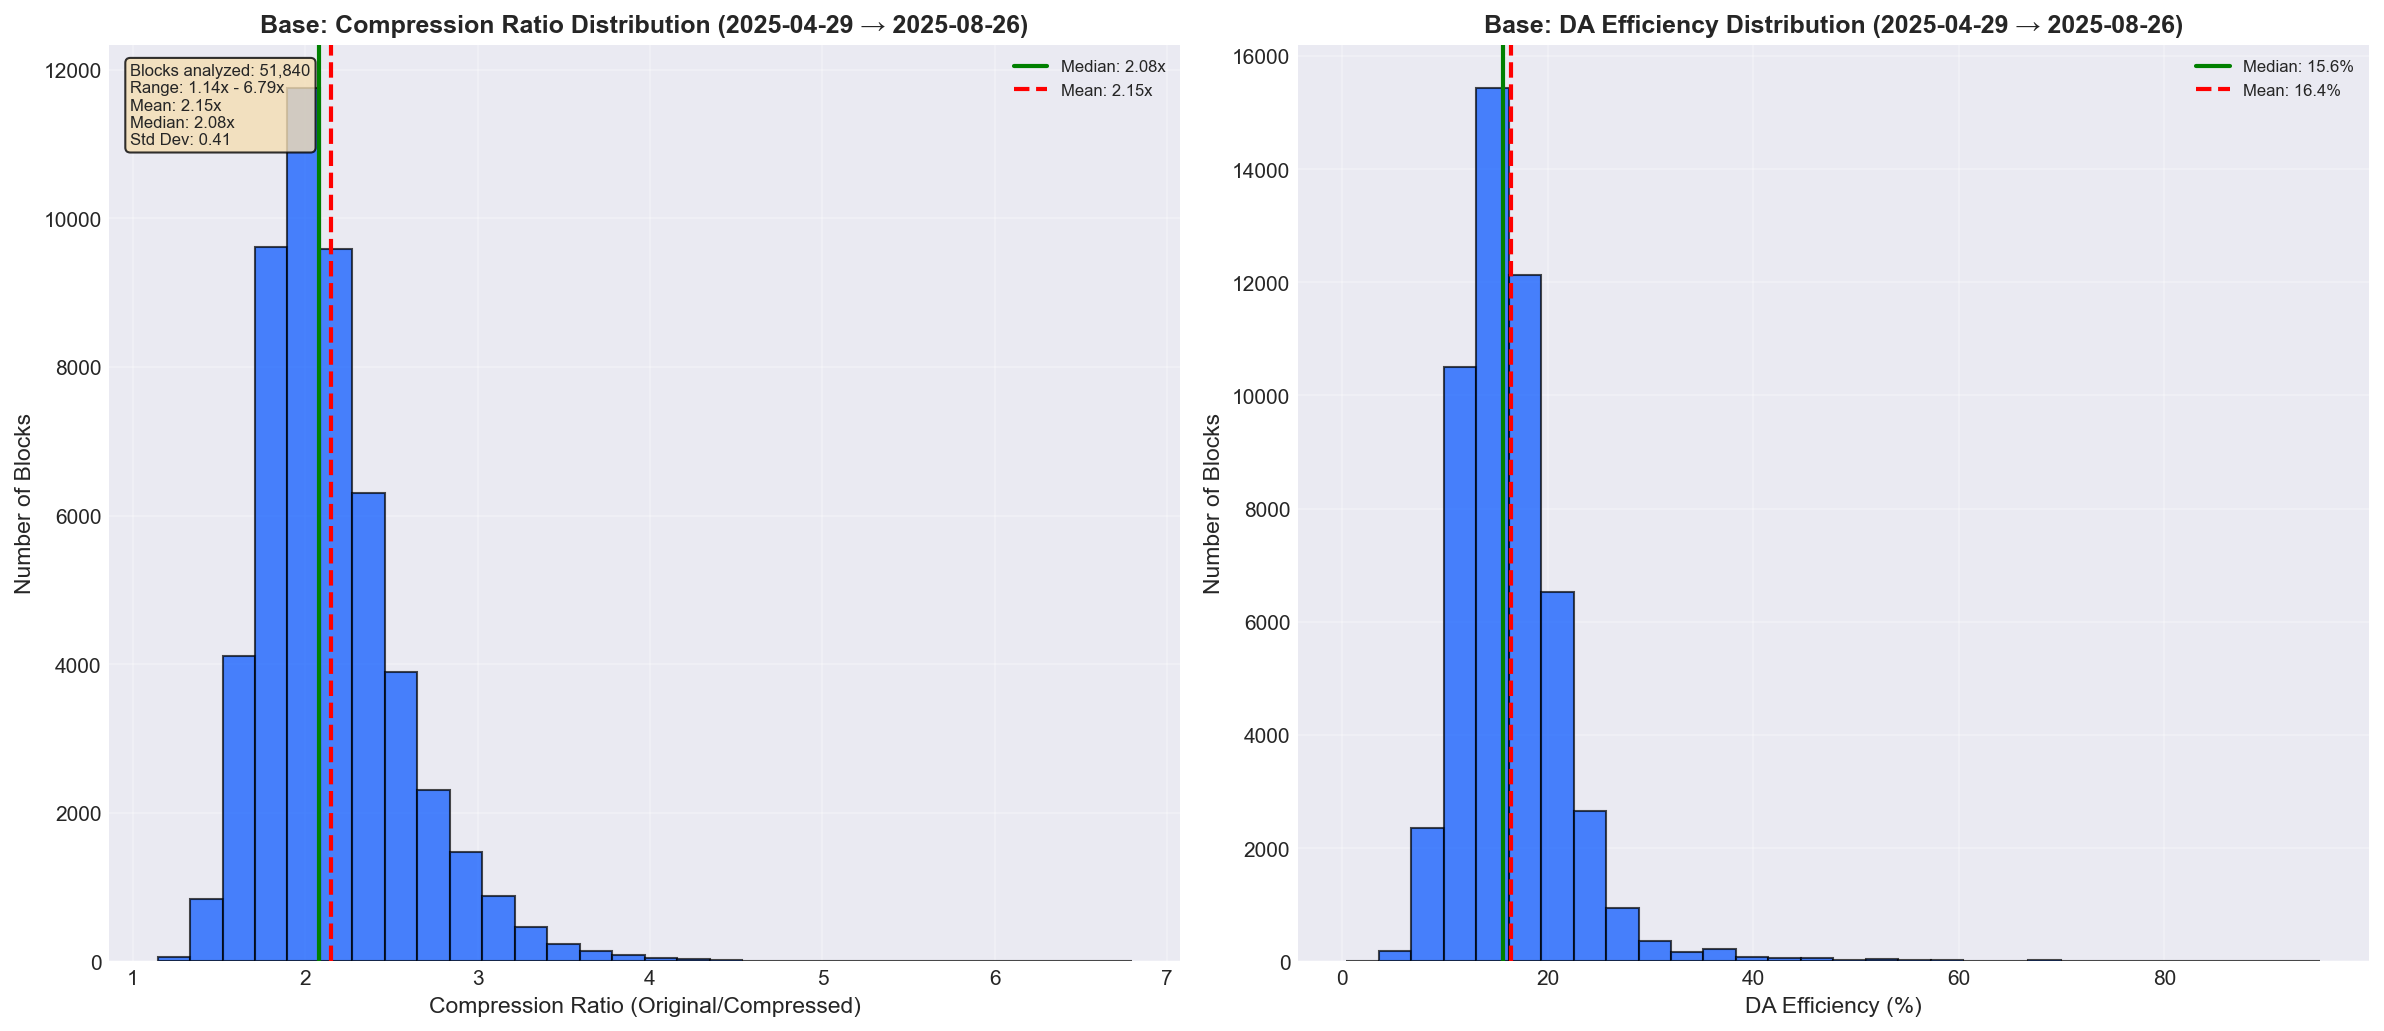 Base: Compression Ratio Distribution (2025-04-29 → 2025-08-26)
Blocks analyzed: 51,840
Range: 1.14x - 6.79x
Mean: 2.15x
Median: 2.08x
Std Dev: 0.41
Median: 2.08x
Mean: 2.15x
12000
10000
8000
6000
4000
2000
0
Number of Blocks
1 2 3 4 5 6 7
Compression Ratio (Original/Compressed)
Base: DA Efficiency Distribution (2025-04-29 → 2025-08-26)
Median: 15.6%
Mean: 16.4%
16000
14000
12000
10000
8000
6000
4000
2000
0
Number of Blocks
0 20 40 60 80
DA Efficiency (%)